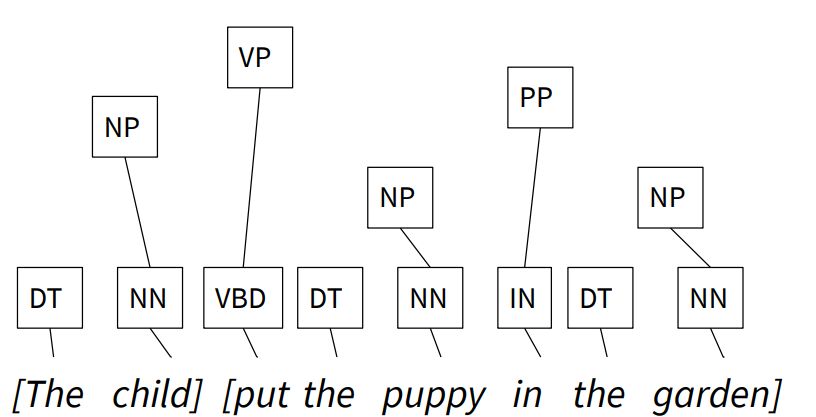 VP
PP
NP
NP NP
DT NN VBD DT NN IN DT NN
[The child] [put the puppy in the garden]